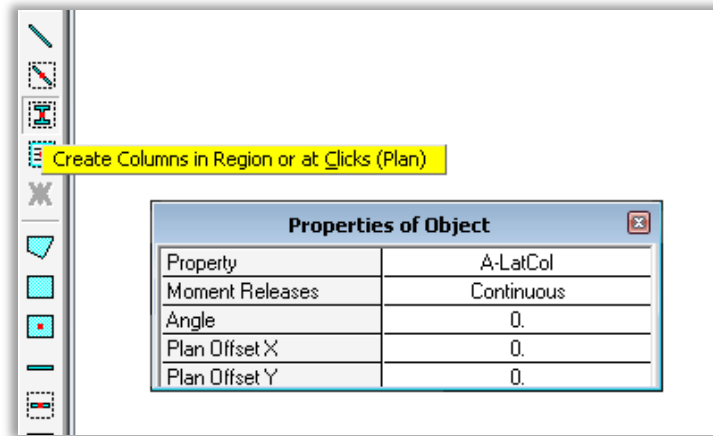 Create Columns in Region or at Clicks (Plan)
Properties of Object
Property A-LatCol
Moment Releases Continuous
Angle 0.
Plan Offset X 0.
Plan Offset Y 0.